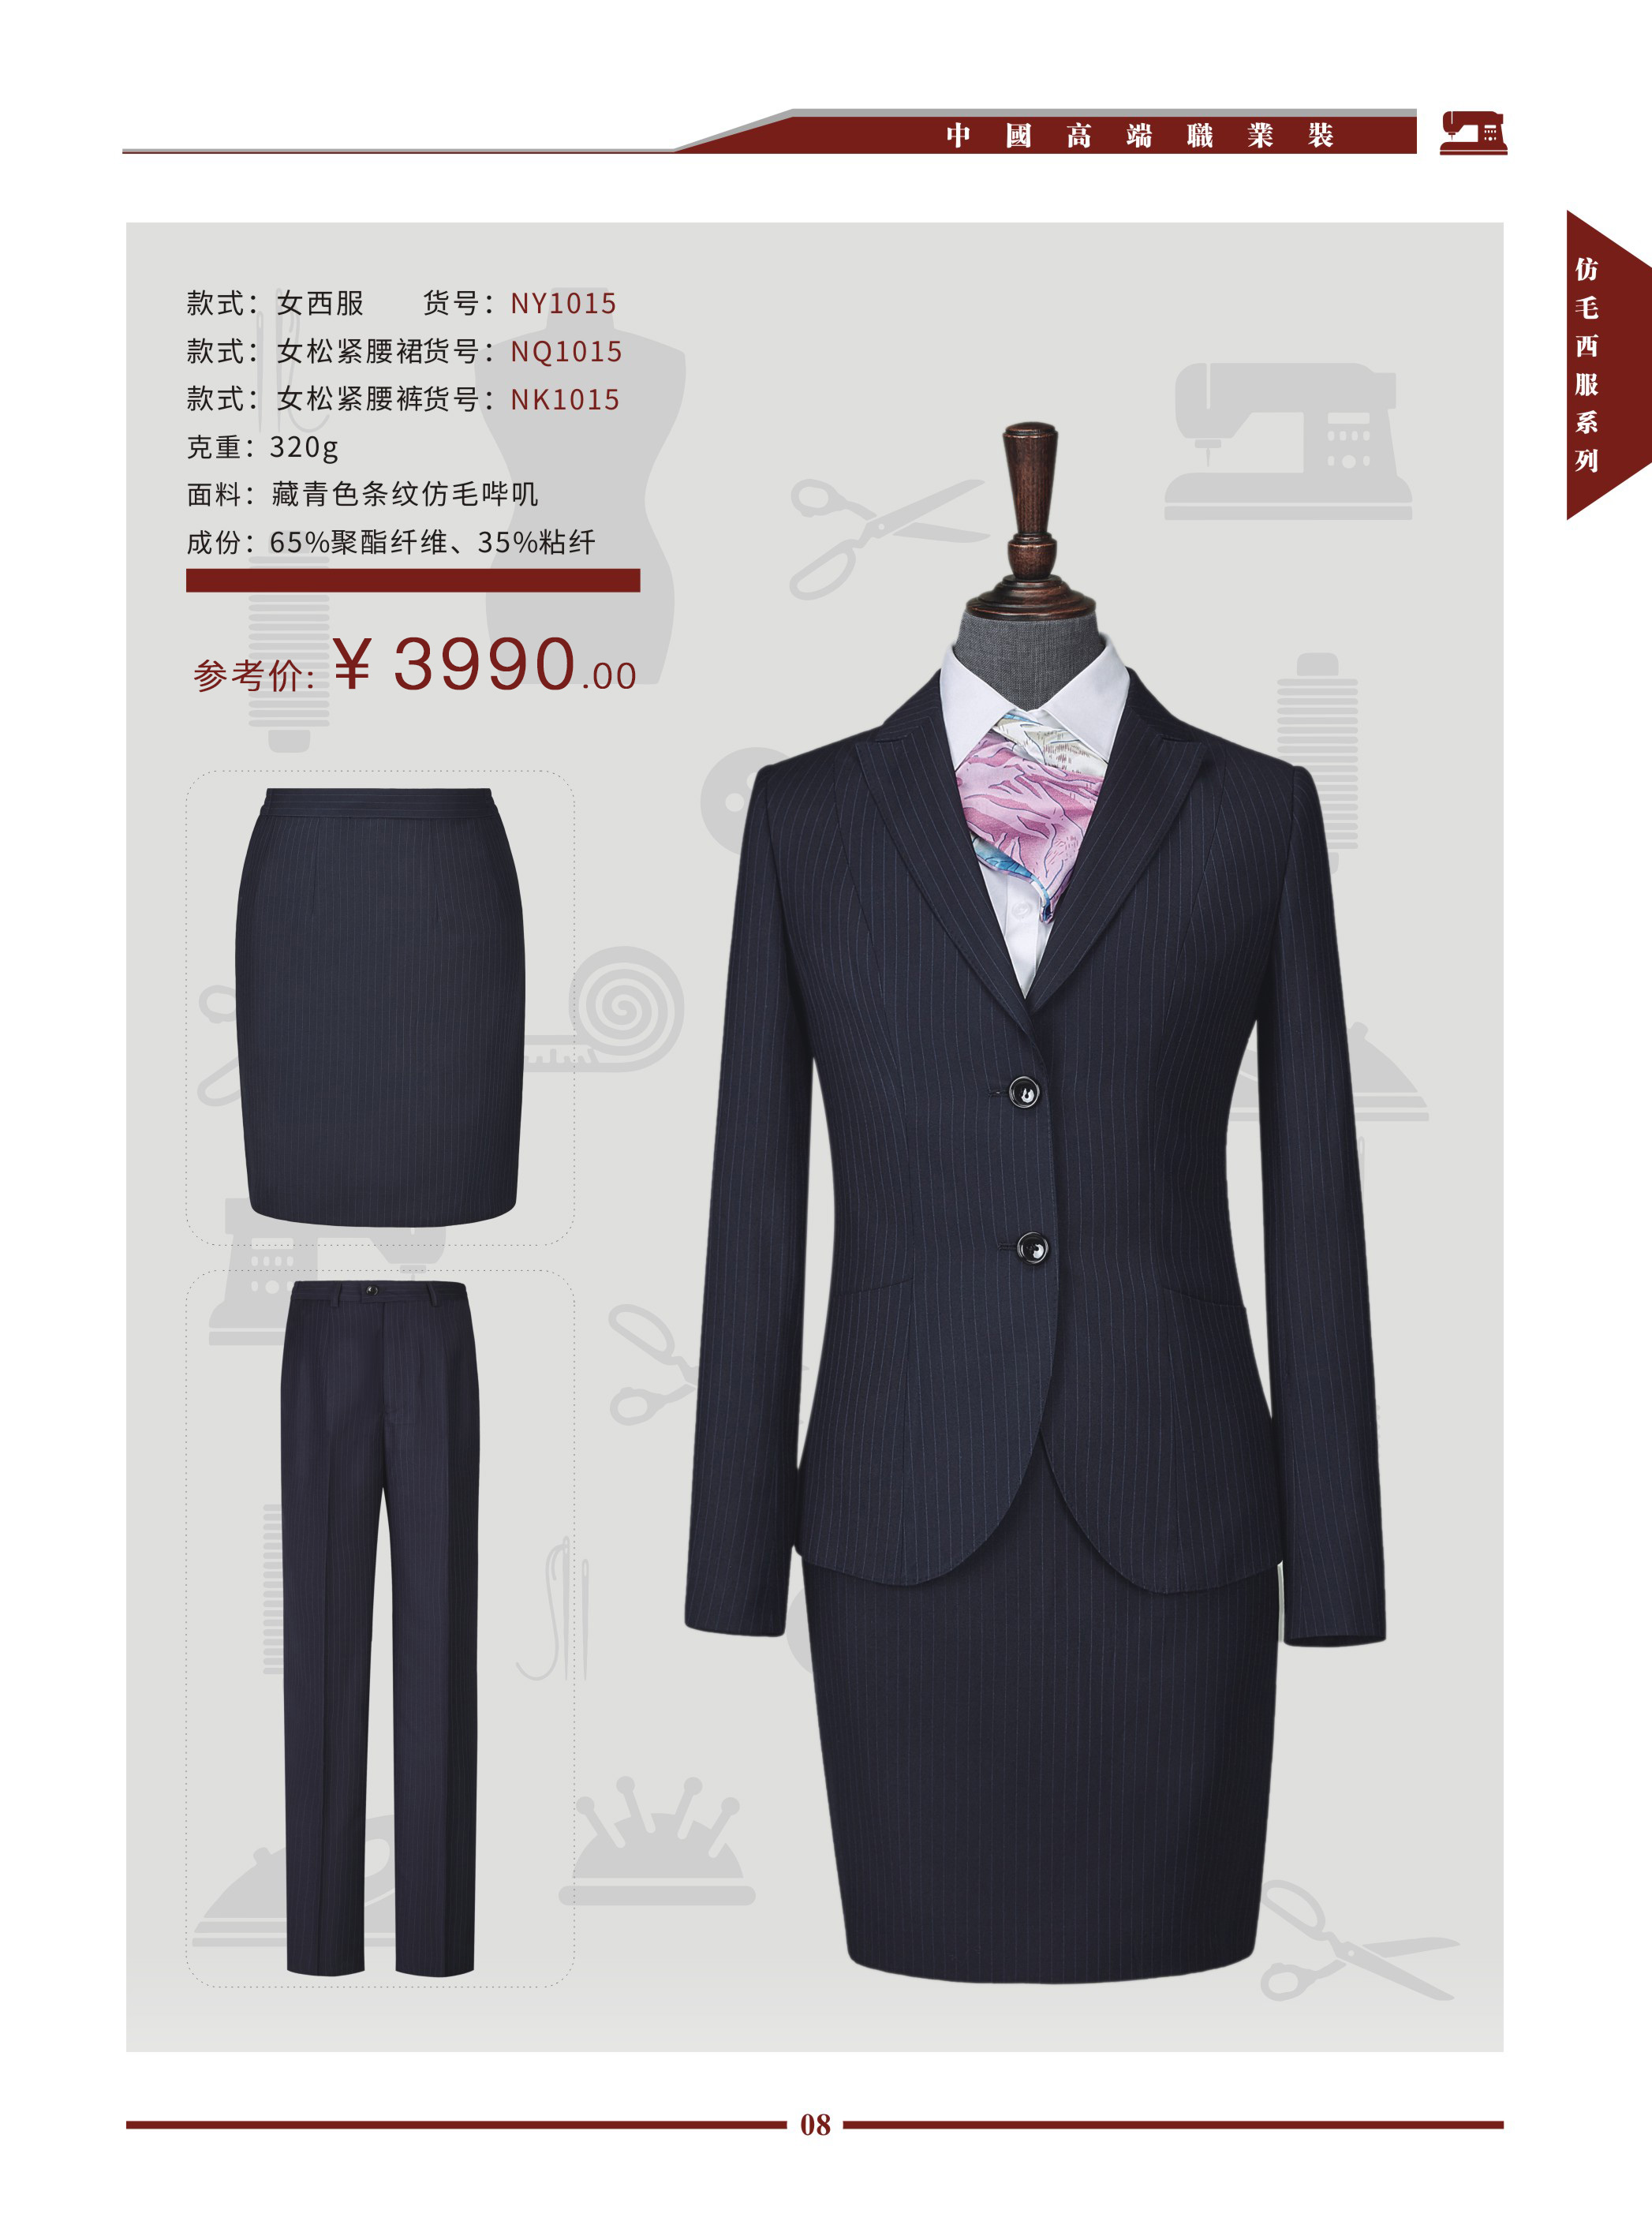 中國高端職業裝
仿毛西服系列
款式：女西服 货号：NY1015
款式：女松紧腰裙货号：NQ1015
款式：女松紧腰裤货号：NK1015
克重：320g
面料：藏青色条纹仿毛哔叽
成份：65%聚酯纤维、35%粘纤
参考价:￥3990.00
08